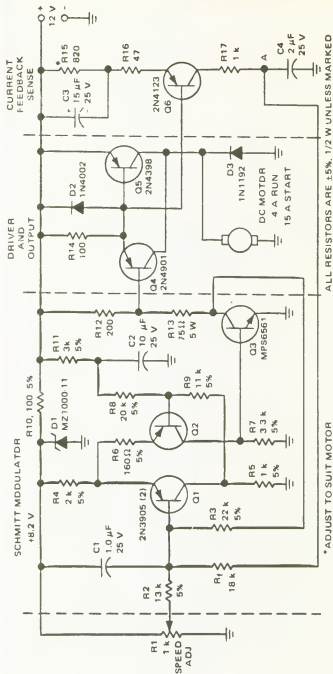 SCHMITT MODULATOR
DRIVER
AND
OUTPUT
CURRENT
FEEDBACK
SENSE
+8.2 V
R10, 100 5%
+
12 V
-
C1
1.0 µF
25 V
R4
2 k
5%
D1
MZ1000-11
R11
3 k
5%
R12
200
R14
100
D2
1N4002
C3
15 µF
25 V
*
R15
820
R6
160Ω
5%
R8
20 k
5%
C2
10 µF
25 V
Q4
2N4901
Q5
2N4398
R16
47
2N4123
Q6
R1
1 k
SPEED
ADJ
R2
13 k
5%
2N3905 (2)
Q1
Q2
R9
11 k
5%
R13
75Ω
5 W
R3
22 k
5%
Rf
18 k
R5
1 k
5%
R7
3.3 k
5%
Q3
MPS6561
DC MOTOR
4 A RUN
15 A START
D3
1N1192
R17
1 k
A
C4
2 µF
25 V
*ADJUST TO SUIT MOTOR
ALL RESISTORS ARE ±5%, 1/2 W UNLESS MARKED